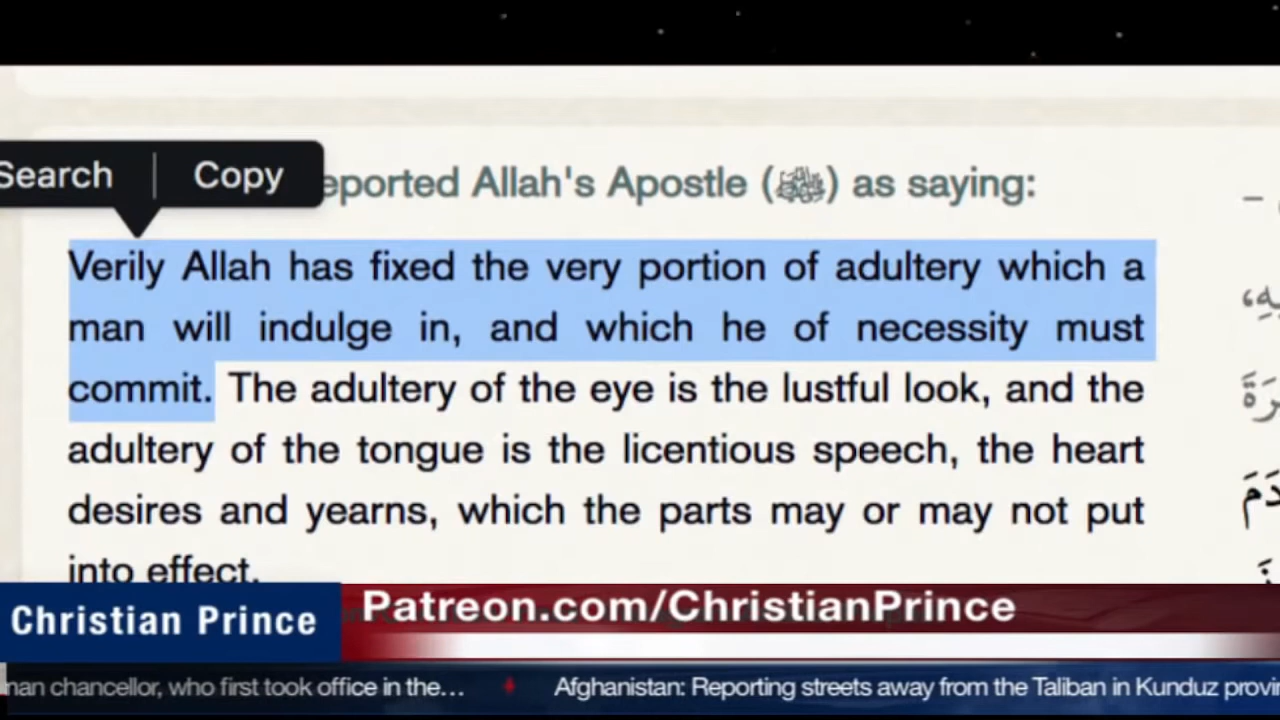 Search | Copy
eported Allah's Apostle (ﷺ) as saying:
Verily Allah has fixed the very portion of adultery which a
man will indulge in, and which he of necessity must
commit. The adultery of the eye is the lustful look, and the
adultery of the tongue is the licentious speech, the heart
desires and yearns, which the parts may or may not put
into effect.
Christian Prince
Patreon.com/ChristianPrince
man chancellor, who first took office in the... Afghanistan: Reporting streets away from the Taliban in Kunduz provi